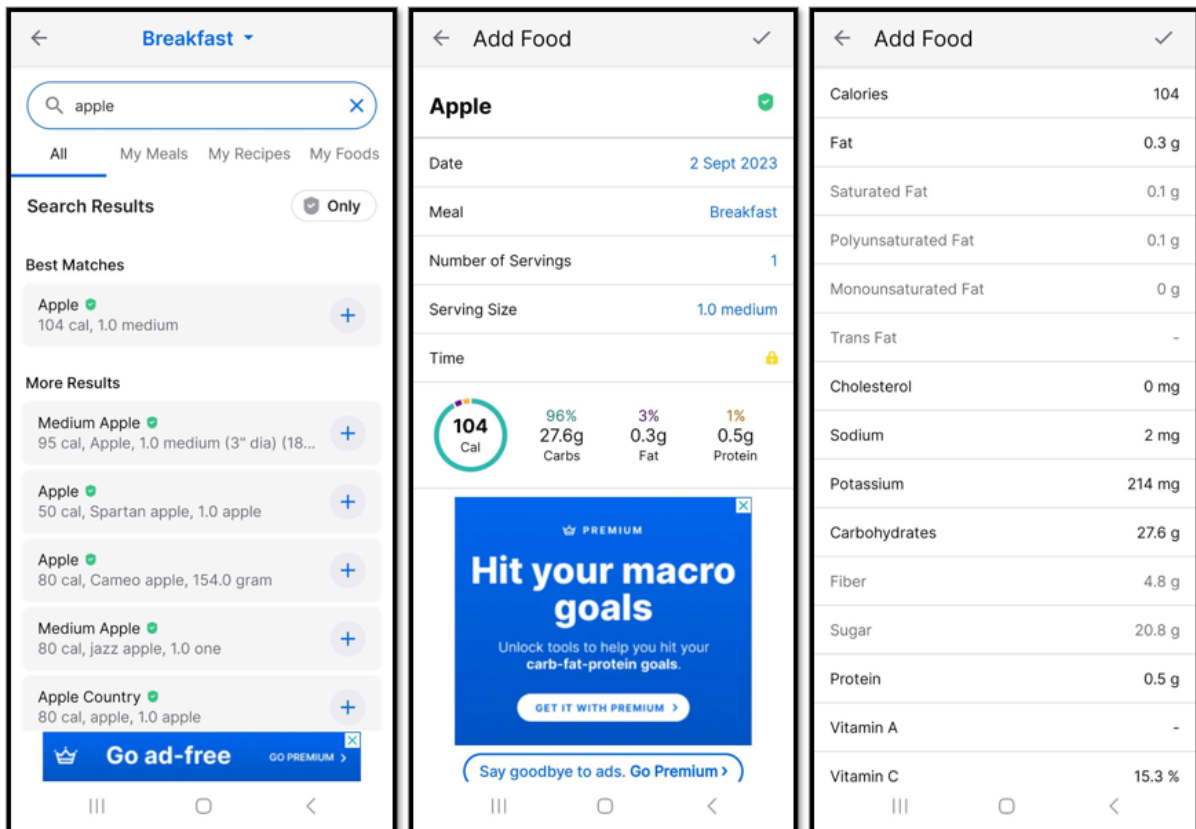 Breakfast
apple
All My Meals My Recipes My Foods
Search Results Only
Best Matches
Apple
104 cal, 1.0 medium
More Results
Medium Apple
95 cal, Apple, 1.0 medium (3" dia) (18...
Apple
50 cal, Spartan apple, 1.0 apple
Apple
80 cal, Cameo apple, 154.0 gram
Medium Apple
80 cal, jazz apple, 1.0 one
Apple Country
80 cal, apple, 1.0 apple
Go ad-free GO PREMIUM >
Add Food
Apple
Date 2 Sept 2023
Meal Breakfast
Number of Servings 1
Serving Size 1.0 medium
Time
104
Cal
96% 3% 1%
27.6g 0.3g 0.5g
Carbs Fat Protein
PREMIUM
Hit your macro
goals
Unlock tools to help you hit your
carb-fat-protein goals.
GET IT WITH PREMIUM >
Say goodbye to ads. Go Premium >
Add Food
Calories 104
Fat 0.3 g
Saturated Fat 0.1 g
Polyunsaturated Fat 0.1 g
Monounsaturated Fat 0 g
Trans Fat -
Cholesterol 0 mg
Sodium 2 mg
Potassium 214 mg
Carbohydrates 27.6 g
Fiber 4.8 g
Sugar 20.8 g
Protein 0.5 g
Vitamin A -
Vitamin C 15.3 %